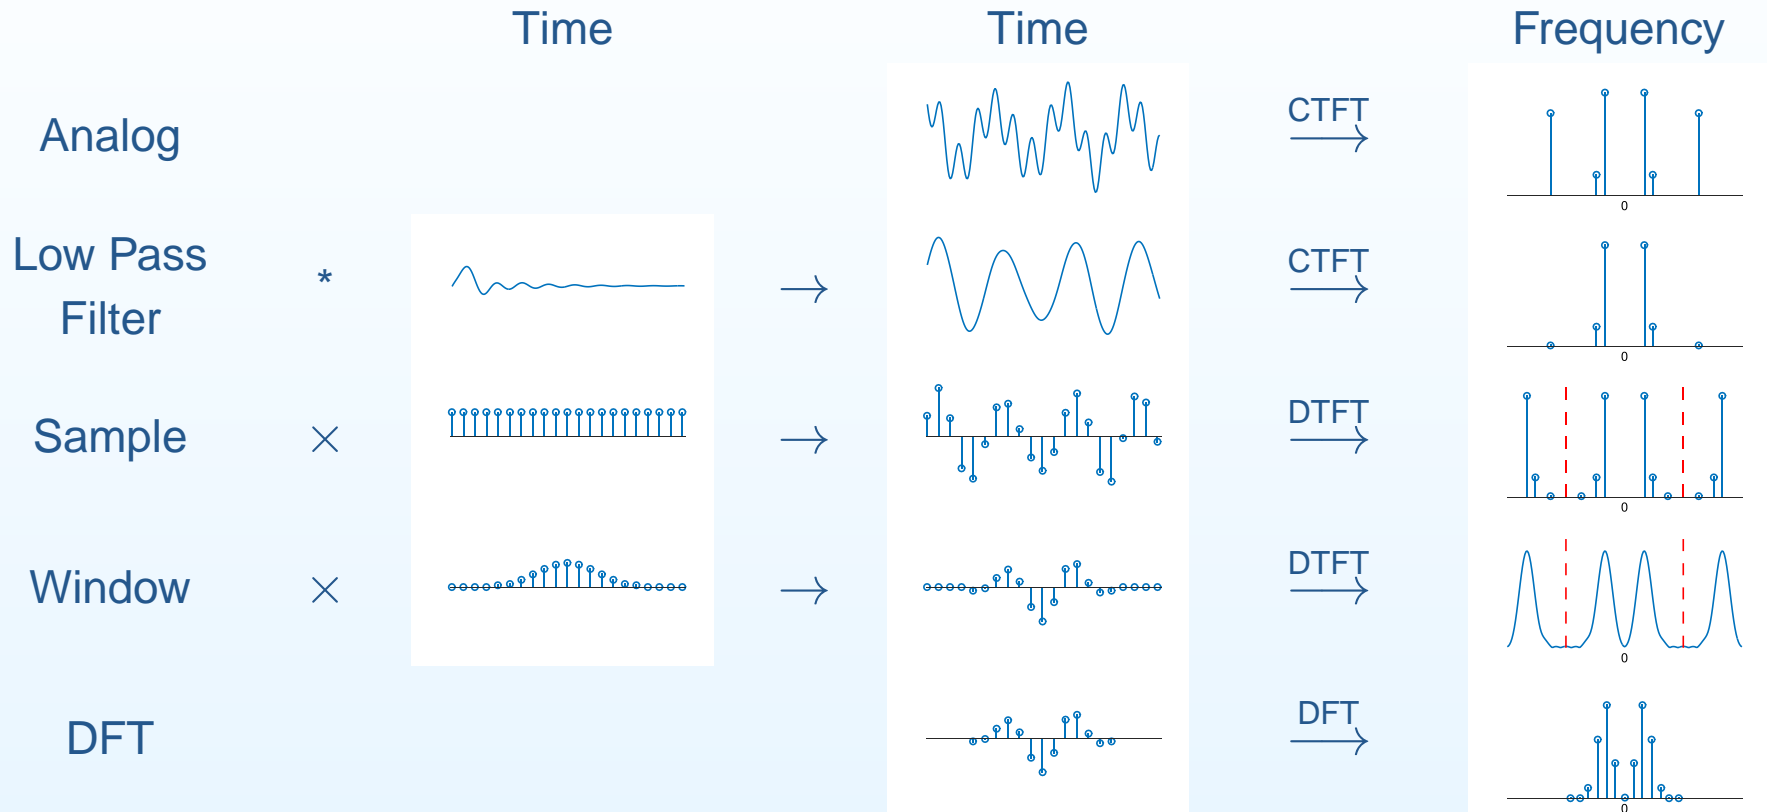 Time Time Frequency
Analog CTFT
0
Low Pass
Filter * → CTFT
0
Sample × → DTFT
0
Window × → DTFT
0
DFT DFT
0